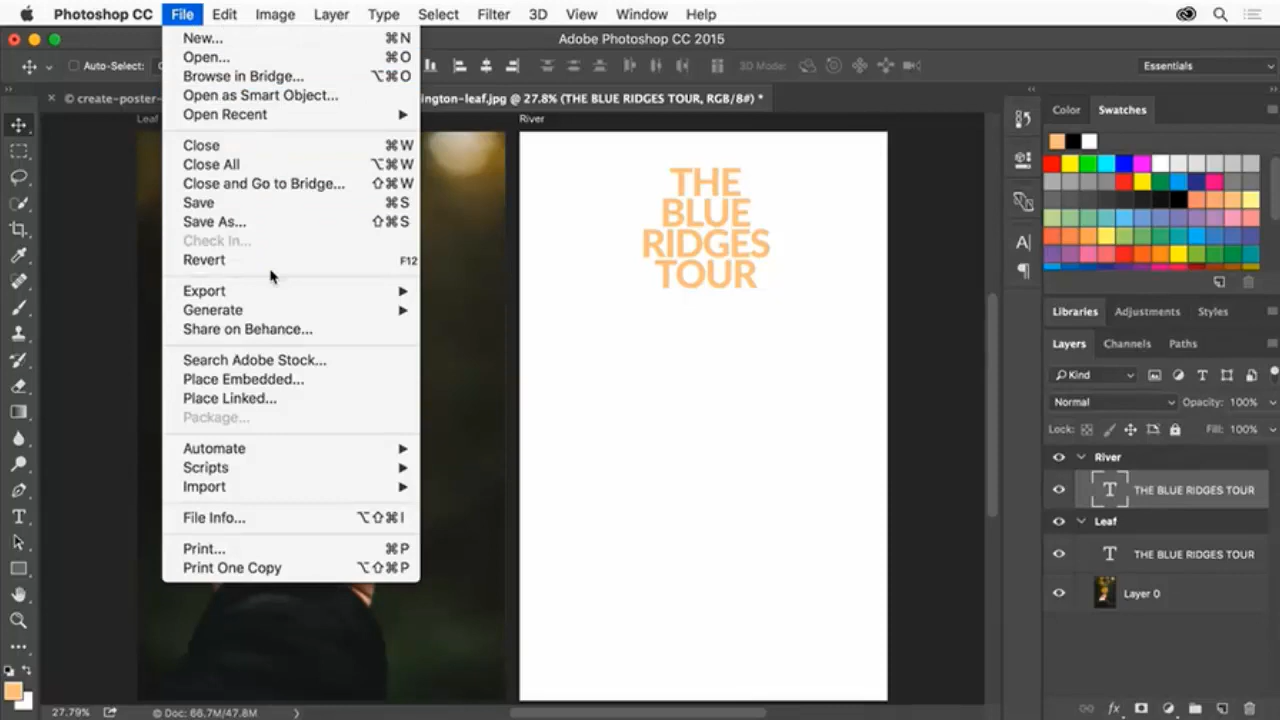 Photoshop CC File Edit Image Layer Type Select Filter 3D View Window Help
Adobe Photoshop CC 2015
Auto-Select: 3D Mode: Essentials
× © create-poster- ington-leaf.jpg @ 27.8% (THE BLUE RIDGES TOUR, RGB/8#) *
Leaf River
New... ⌘N
Open... ⌘O
Browse in Bridge... ⌥⌘O
Open as Smart Object...
Open Recent ▶
Close ⌘W
Close All ⌥⌘W
Close and Go to Bridge... ⇧⌘W
Save ⌘S
Save As... ⇧⌘S
Check In...
Revert F12
Export ▶
Generate ▶
Share on Behance...
Search Adobe Stock...
Place Embedded...
Place Linked...
Package...
Automate ▶
Scripts ▶
Import ▶
File Info... ⌥⇧⌘I
Print... ⌘P
Print One Copy ⌥⇧⌘P
THE
BLUE
RIDGES
TOUR
Color Swatches
Libraries Adjustments Styles
Layers Channels Paths
Kind
Normal Opacity: 100%
Lock: Fill: 100%
River
THE BLUE RIDGES TOUR
Leaf
THE BLUE RIDGES TOUR
Layer 0
27.79% © Doc: 66.7M/47.8M